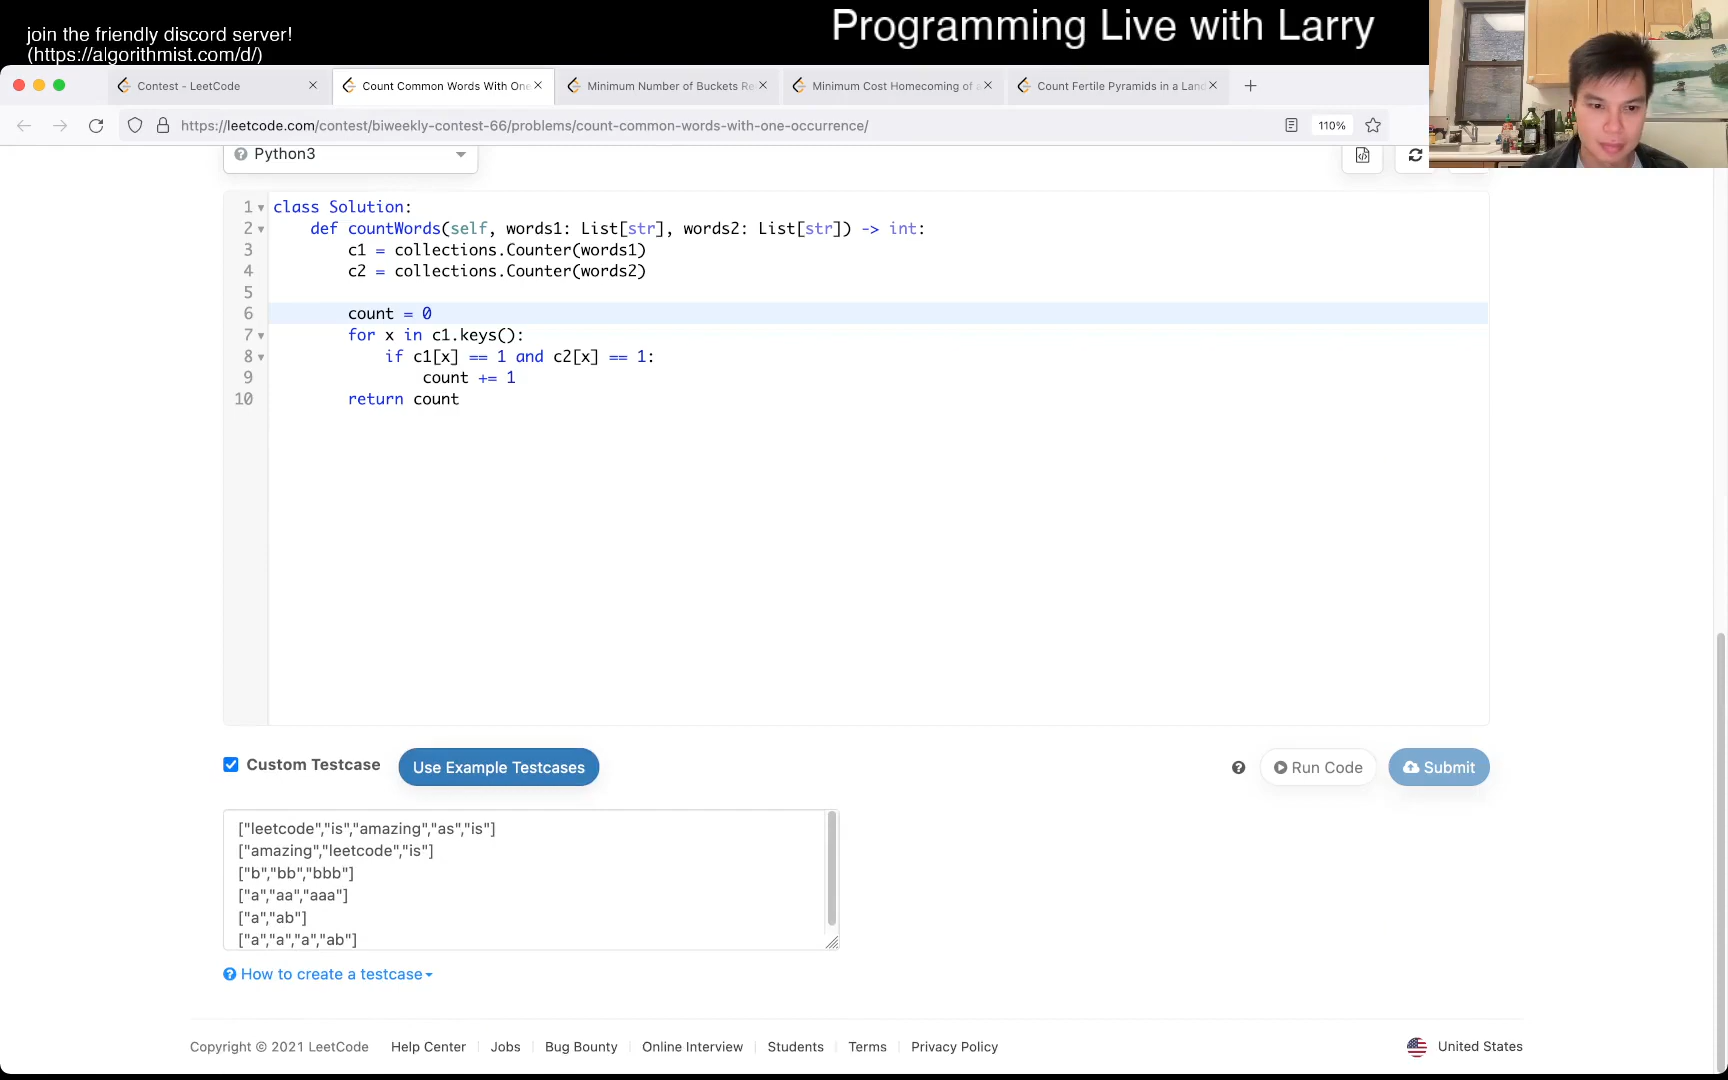 join the friendly discord server!
(https://algorithmist.com/d/)
Programming Live with Larry
Contest - LeetCode
Count Common Words With One
Minimum Number of Buckets Re
Minimum Cost Homecoming of a
Count Fertile Pyramids in a Land
https://leetcode.com/contest/biweekly-contest-66/problems/count-common-words-with-one-occurrence/
110%
Python3
1 class Solution:
2 def countWords(self, words1: List[str], words2: List[str]) -> int:
3 c1 = collections.Counter(words1)
4 c2 = collections.Counter(words2)
5
6 count = 0
7 for x in c1.keys():
8 if c1[x] == 1 and c2[x] == 1:
9 count += 1
10 return count
Custom Testcase
Use Example Testcases
Run Code
Submit
["leetcode","is","amazing","as","is"]
["amazing","leetcode","is"]
["b","bb","bbb"]
["a","aa","aaa"]
["a","ab"]
["a","a","a","ab"]
How to create a testcase
Copyright © 2021 LeetCode
Help Center
Jobs
Bug Bounty
Online Interview
Students
Terms
Privacy Policy
United States